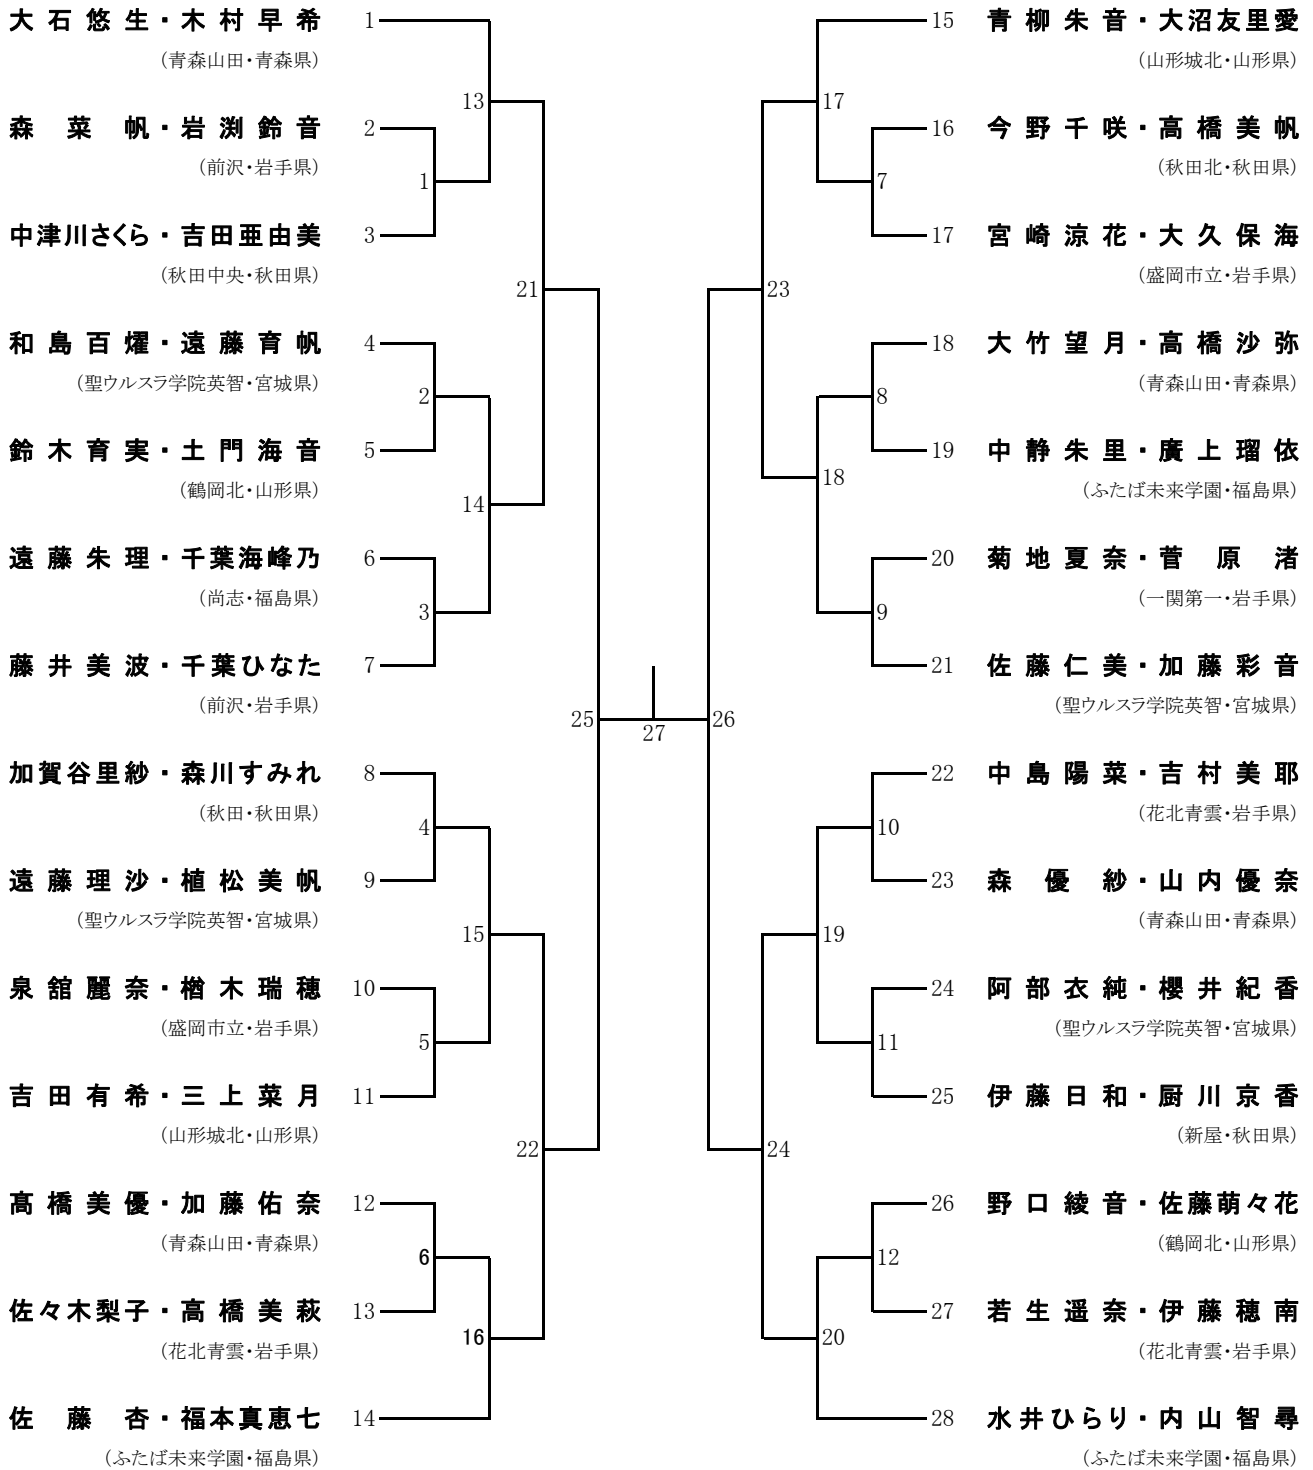 大石悠生・木村早希 1
(青森山田・青森県)
13
森菜帆・岩渕鈴音 2
(前沢・岩手県)
1
中津川さくら・吉田亜由美 3
(秋田中央・秋田県)
21
和島百燿・遠藤育帆 4
(聖ウルスラ学院英智・宮城県)
2
鈴木育実・土門海音 5
(鶴岡北・山形県)
14
遠藤朱理・千葉海峰乃 6
(尚志・福島県)
3
藤井美波・千葉ひなた 7
(前沢・岩手県)
25
加賀谷里紗・森川すみれ 8
(秋田・秋田県)
4
遠藤理沙・植松美帆 9
(聖ウルスラ学院英智・宮城県)
15
泉舘麗奈・楢木瑞穂 10
(盛岡市立・岩手県)
5
吉田有希・三上菜月 11
(山形城北・山形県)
22
髙橋美優・加藤佑奈 12
(青森山田・青森県)
6
佐々木梨子・高橋美萩 13
(花北青雲・岩手県)
16
佐藤杏・福本真恵七 14
(ふたば未来学園・福島県)
27
15 青柳朱音・大沼友里愛
(山形城北・山形県)
17
16 今野千咲・高橋美帆
(秋田北・秋田県)
7
17 宮崎涼花・大久保海
(盛岡市立・岩手県)
23
18 大竹望月・高橋沙弥
(青森山田・青森県)
8
19 中静朱里・廣上瑠依
(ふたば未来学園・福島県)
18
20 菊地夏奈・菅原渚
(一関第一・岩手県)
9
21 佐藤仁美・加藤彩音
(聖ウルスラ学院英智・宮城県)
26
22 中島陽菜・吉村美耶
(花北青雲・岩手県)
10
23 森優紗・山内優奈
(青森山田・青森県)
19
24 阿部衣純・櫻井紀香
(聖ウルスラ学院英智・宮城県)
11
25 伊藤日和・厨川京香
(新屋・秋田県)
24
26 野口綾音・佐藤萌々花
(鶴岡北・山形県)
12
27 若生遥奈・伊藤穂南
(花北青雲・岩手県)
20
28 水井ひらり・内山智尋
(ふたば未来学園・福島県)